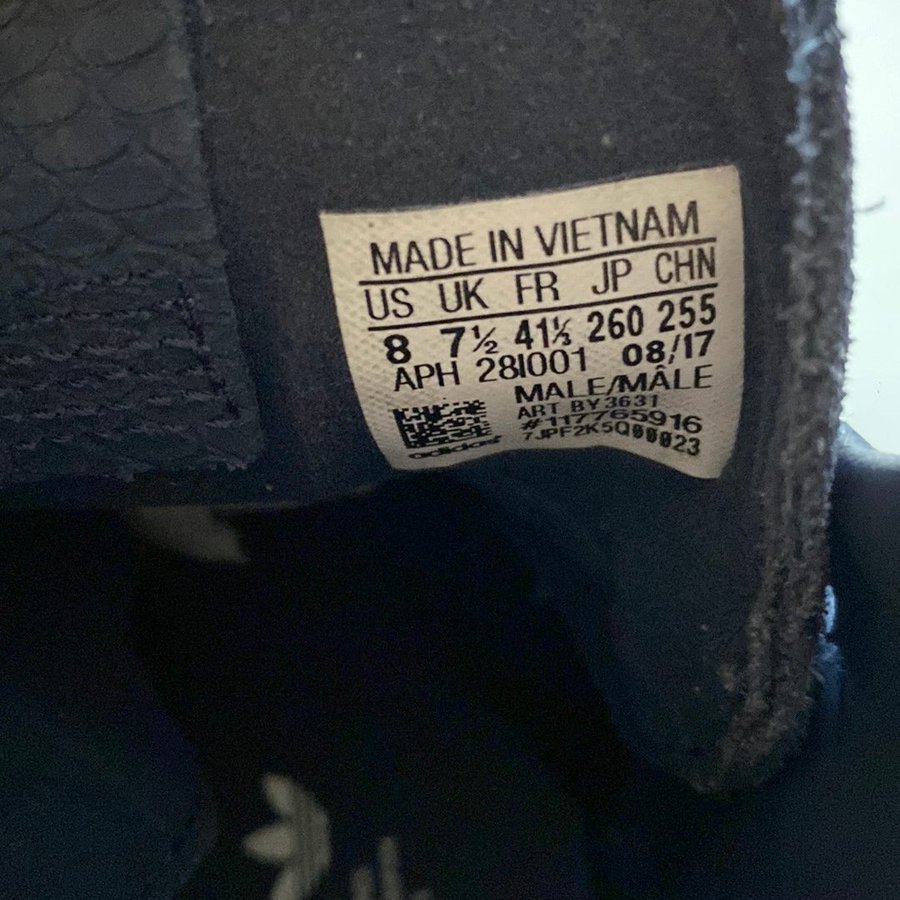 MADE IN VIETNAM
US UK FR JP CHN
8 7½ 41⅓ 260 255
APH 28I001 08/17
MALE/MÂLE
ART BY3631
#117765916
7JPF2K5Q00023
adidas